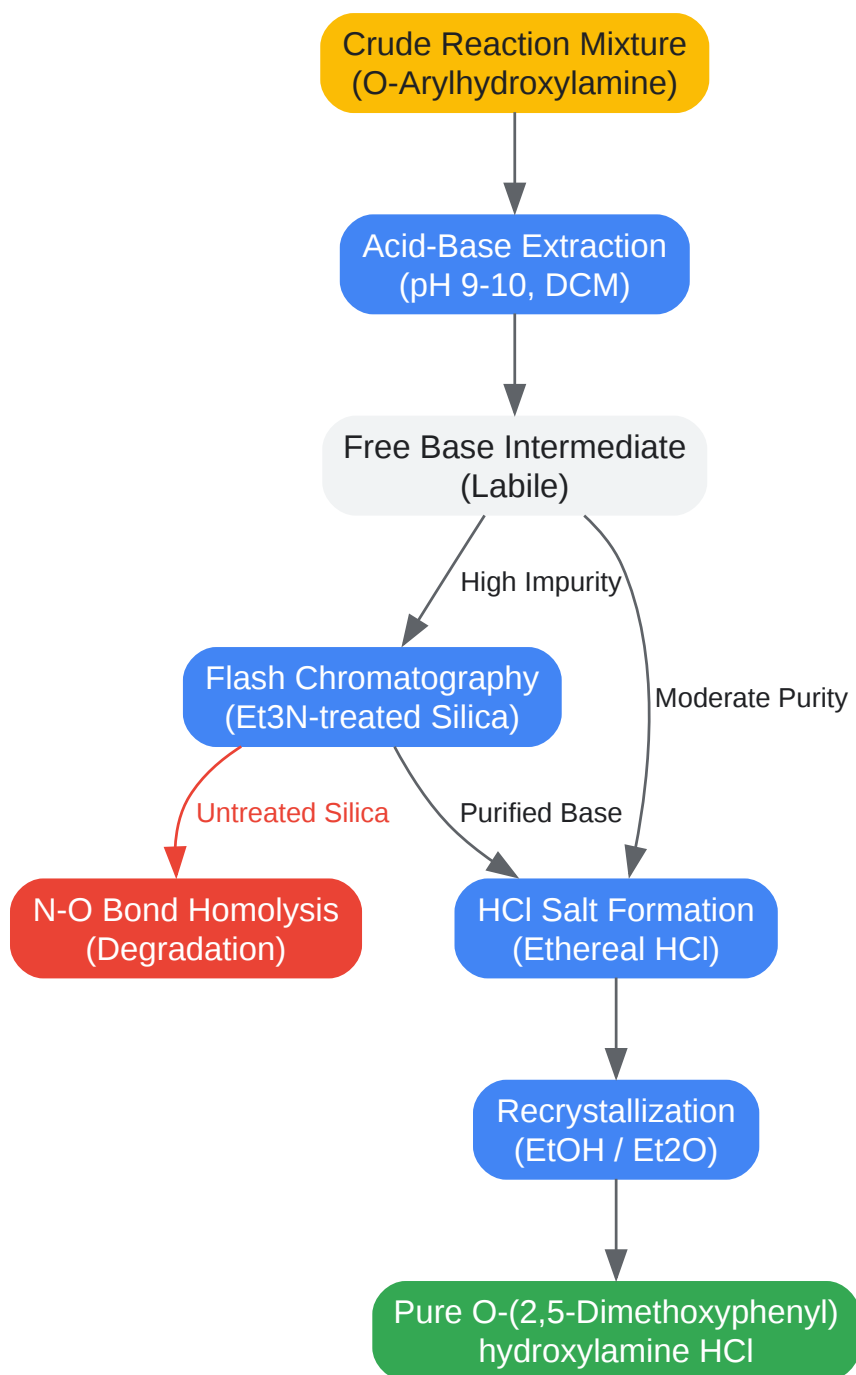 Crude Reaction Mixture
(O-Arylhydroxylamine)
Acid-Base Extraction
(pH 9-10, DCM)
Free Base Intermediate
(Labile)
High Impurity
Flash Chromatography
(Et3N-treated Silica)
Moderate Purity
Untreated Silica
Purified Base
N-O Bond Homolysis
(Degradation)
HCl Salt Formation
(Ethereal HCl)
Recrystallization
(EtOH / Et2O)
Pure O-(2,5-Dimethoxyphenyl)
hydroxylamine HCl